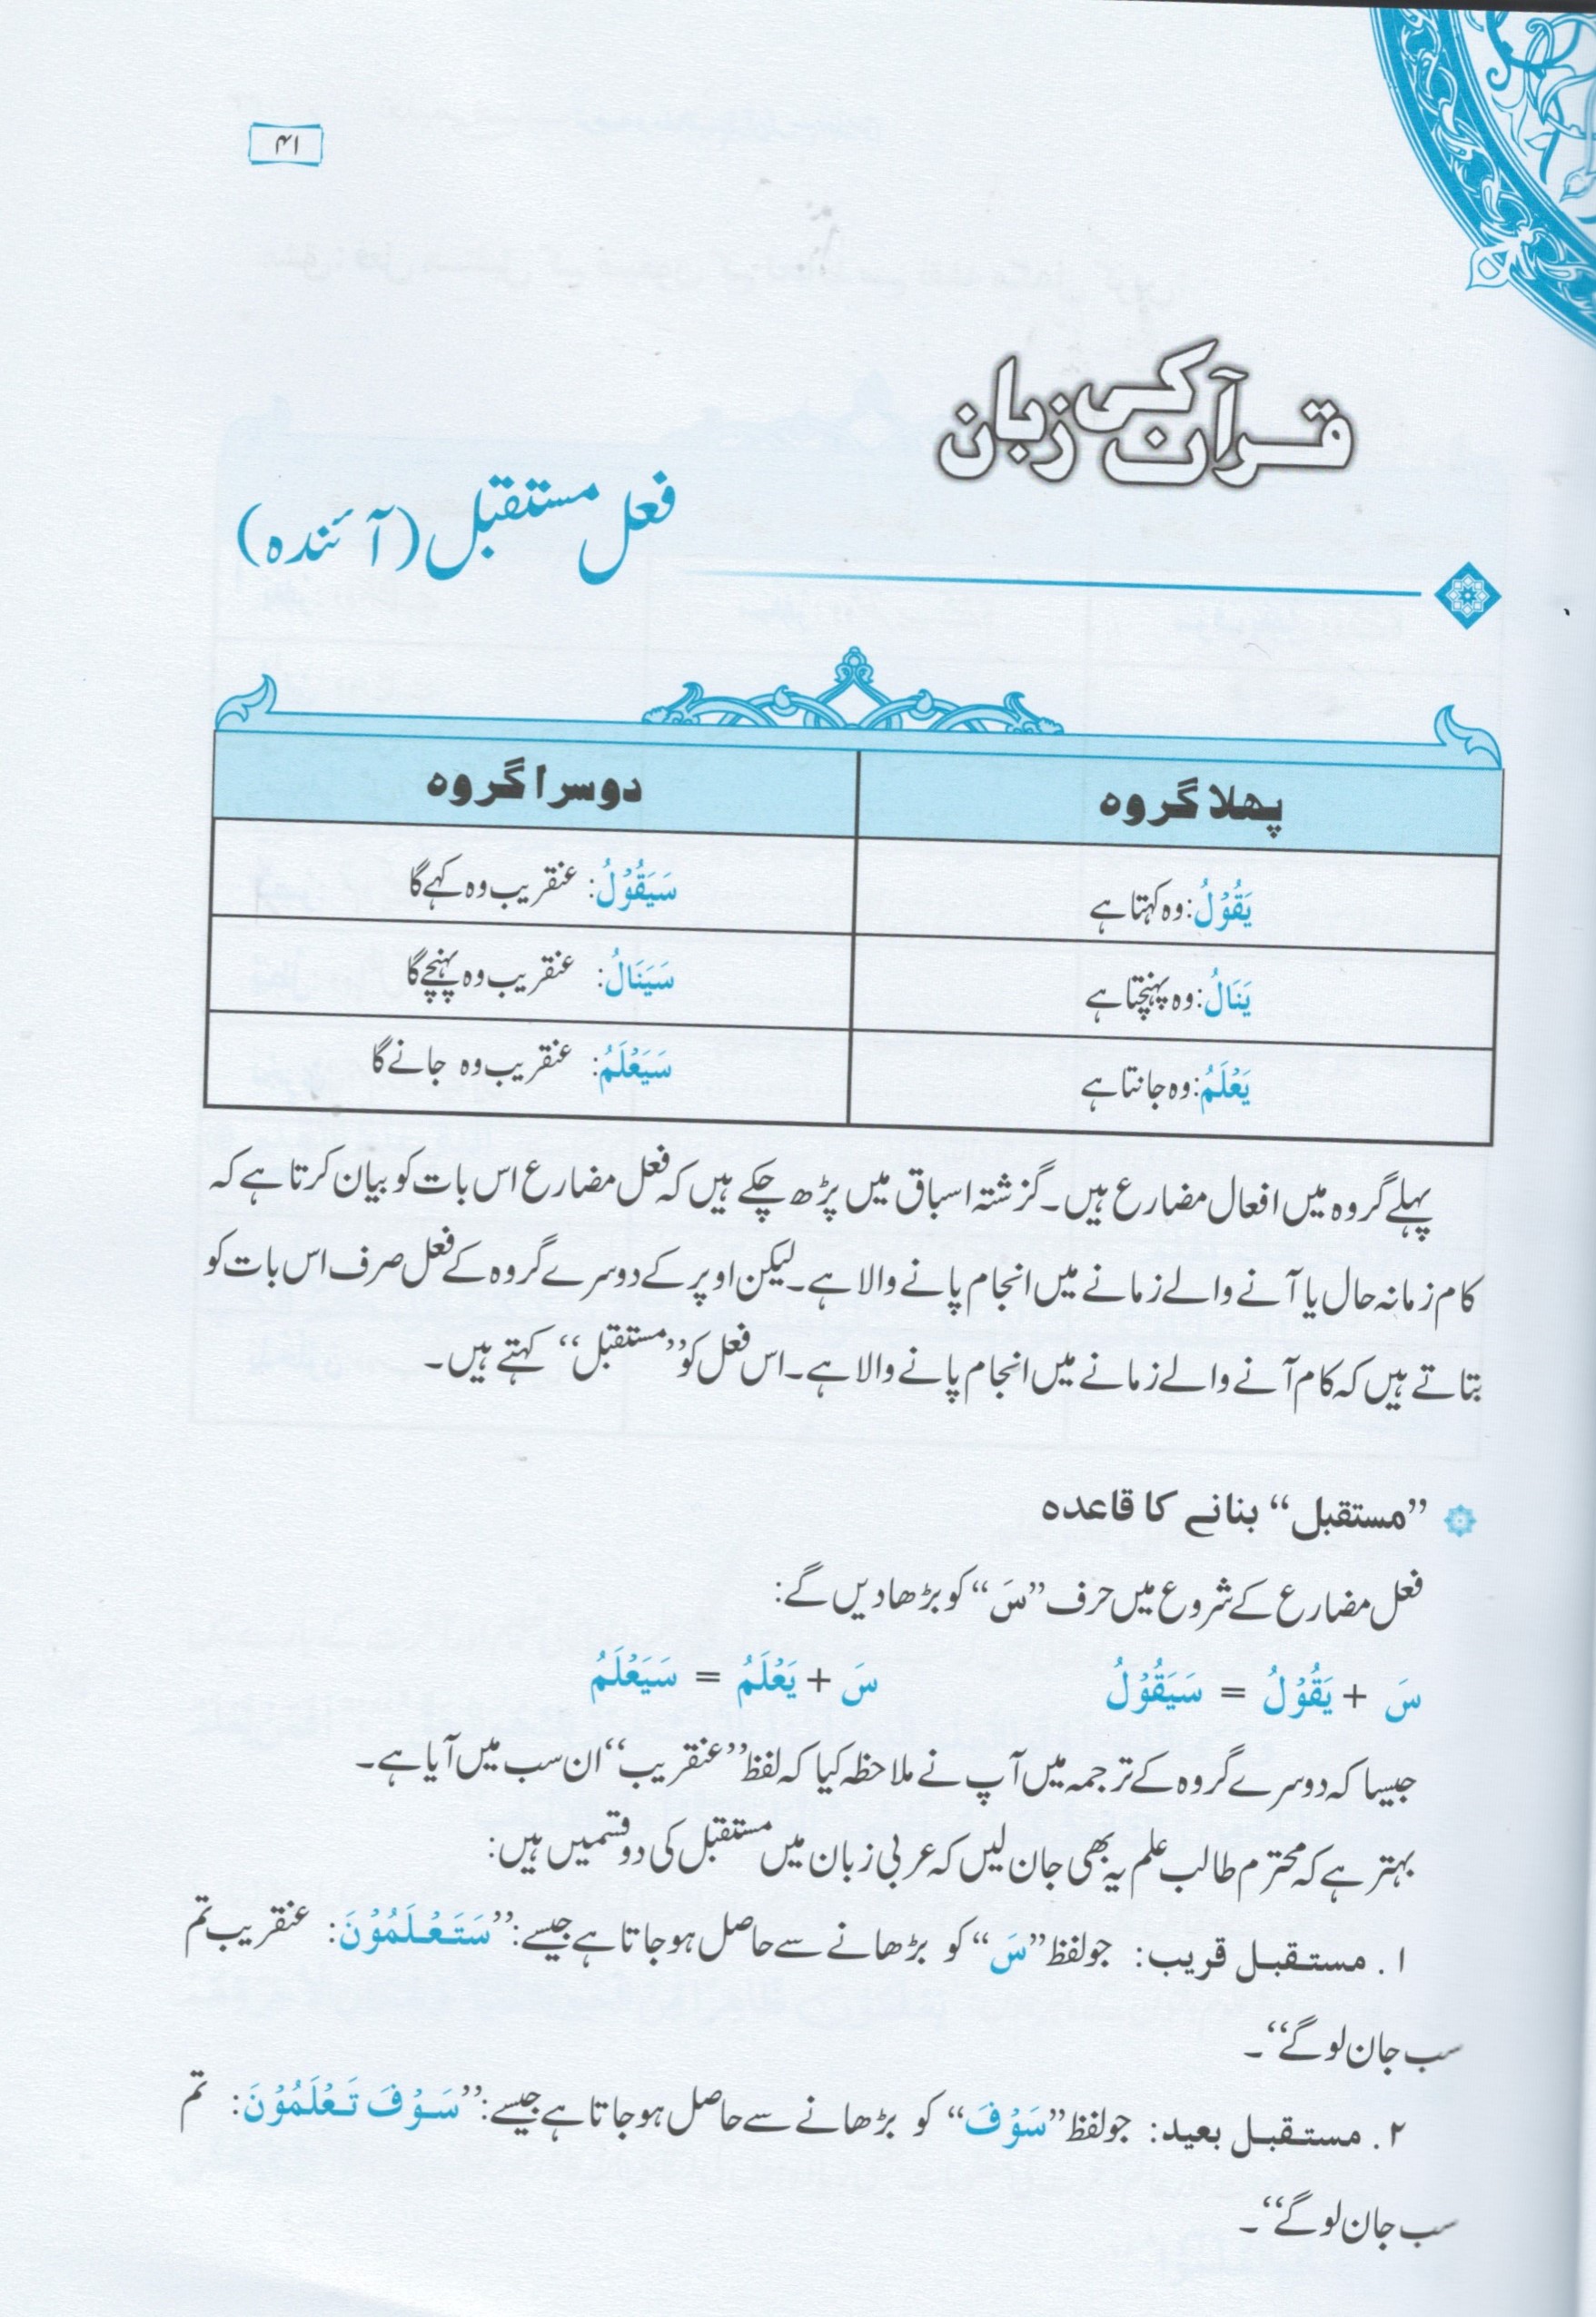 ۴۱
قرآن کی زبان
فعل مستقبل (آئندہ)
پہلا گروہ	دوسرا گروہ
یَقُوْلُ: وہ کہتا ہے	سَیَقُوْلُ: عنقریب وہ کہے گا
یَنَالُ: وہ پہنچتا ہے	سَیَنَالُ: عنقریب وہ پہنچے گا
یَعْلَمُ: وہ جانتا ہے	سَیَعْلَمُ: عنقریب وہ جانے گا
پہلے گروہ میں افعال مضارع ہیں۔ گزشتہ اسباق میں پڑھ چکے ہیں کہ فعل مضارع اس بات کو بیان کرتا ہے کہ
کام زمانہ حال یا آنے والے زمانے میں انجام پانے والا ہے۔ لیکن اوپر کے دوسرے گروہ کے فعل صرف اس بات کو
بتاتے ہیں کہ کام آنے والے زمانے میں انجام پانے والا ہے۔ اس فعل کو ”مستقبل“ کہتے ہیں۔
”مستقبل“ بنانے کا قاعدہ
فعل مضارع کے شروع میں حرف ”سَ“ کو بڑھا دیں گے:
سَ + یَقُوْلُ = سَیَقُوْلُ	سَ + یَعْلَمُ = سَیَعْلَمُ
جیسا کہ دوسرے گروہ کے ترجمہ میں آپ نے ملاحظہ کیا کہ لفظ ”عنقریب“ ان سب میں آیا ہے۔
بہتر ہے کہ محترم طالب علم یہ بھی جان لیں کہ عربی زبان میں مستقبل کی دو قسمیں ہیں:
۱. مستقبل قریب: جو لفظ ”سَ“ کو بڑھانے سے حاصل ہو جاتا ہے جیسے: ”سَتَعْلَمُوْنَ: عنقریب تم
سب جان لو گے“۔
۲. مستقبل بعید: جو لفظ ”سَوْفَ“ کو بڑھانے سے حاصل ہو جاتا ہے جیسے: ”سَوْفَ تَعْلَمُوْنَ: تم
سب جان لو گے“۔